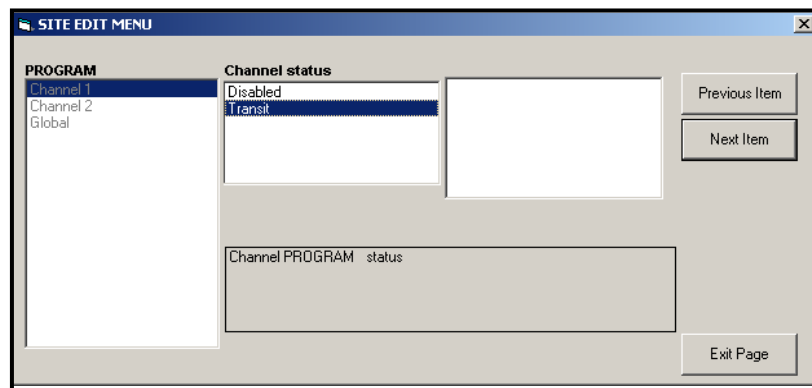 SITE EDIT MENU
PROGRAM
Channel 1
Channel 2
Global
Channel status
Disabled
Transit
Previous Item
Next Item
Channel PROGRAM status
Exit Page